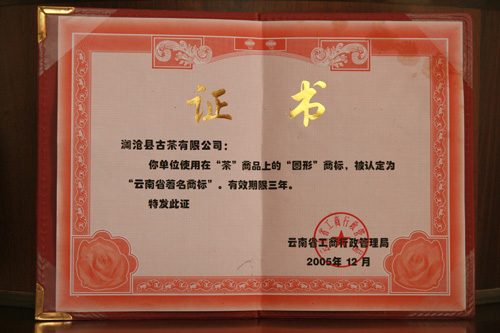 证 书
澜沧县古茶有限公司：
你单位使用在“茶”商品上的“圆形”商标，被认定为
“云南省著名商标”。有效期限三年。
特发此证
云南省工商行政管理局
2005年 12 月